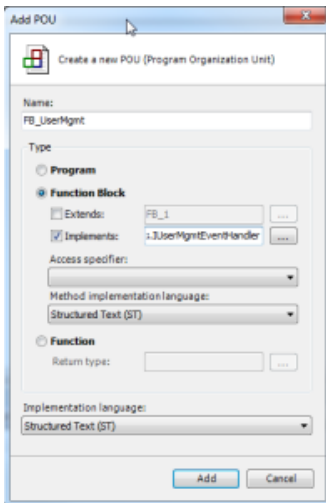 Add POU
Create a new POU (Program Organization Unit)
Name:
FB_UserMgmt
Type
Program
Function Block
Extends: FB_1 ...
Implements: .IUserMgmtEventHandler ...
Access specifier:
Method implementation language:
Structured Text (ST)
Function
Return type: ...
Implementation language:
Structured Text (ST)
Add Cancel